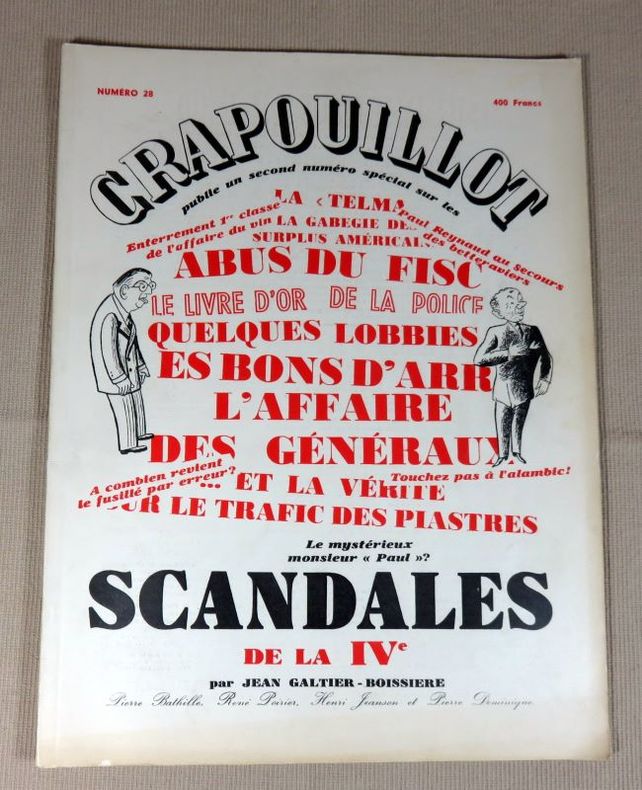 NUMÉRO 28
400 Francs
CRAPOUILLOT
publie un second numéro spécial sur les
LA « TELMA
Enterrement 1re classe
de l'affaire du vin
LA GABEGIE DES
SURPLUS AMÉRICAINS
Paul Reynaud au secours
des betteraviers
ABUS DU FISC
LE LIVRE D'OR DE LA POLICE
QUELQUES LOBBIES
ES BONS D'ARR
L'AFFAIRE
DES GÉNÉRAUX
A combien revient
le fusillé par erreur?
... ET LA VÉRITE
Touchez pas à l'alambic!
SUR LE TRAFIC DES PIASTRES
Le mystérieux
monsieur « Paul »?
SCANDALES
DE LA IVe
par JEAN GALTIER-BOISSIERE
Pierre Bathille, René Poirier, Henri Jeanson et Pierre Dominique.